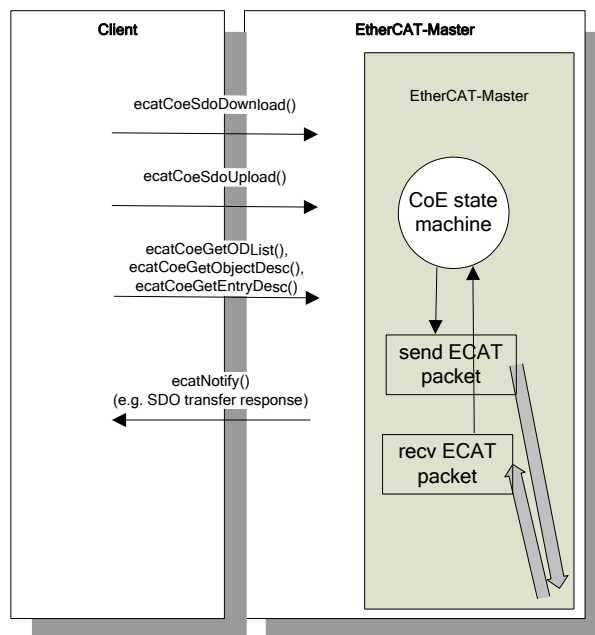 Client
EtherCAT-Master
EtherCAT-Master
ecatCoeSdoDownload()
ecatCoeSdoUpload()
ecatCoeGetODList(),
ecatCoeGetObjectDesc(),
ecatCoeGetEntryDesc()
ecatNotify()
(e.g. SDO transfer response)
CoE state
machine
send ECAT
packet
recv ECAT
packet